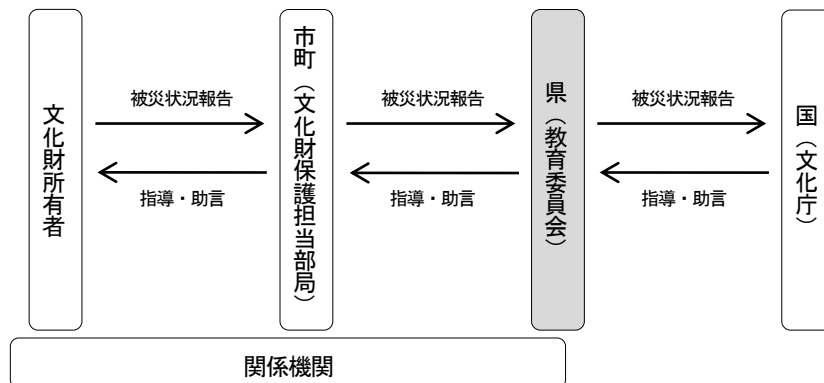 文化財所有者
被災状況報告
指導・助言
市町（文化財保護担当部局）
被災状況報告
指導・助言
県（教育委員会）
被災状況報告
指導・助言
国（文化庁）
関係機関